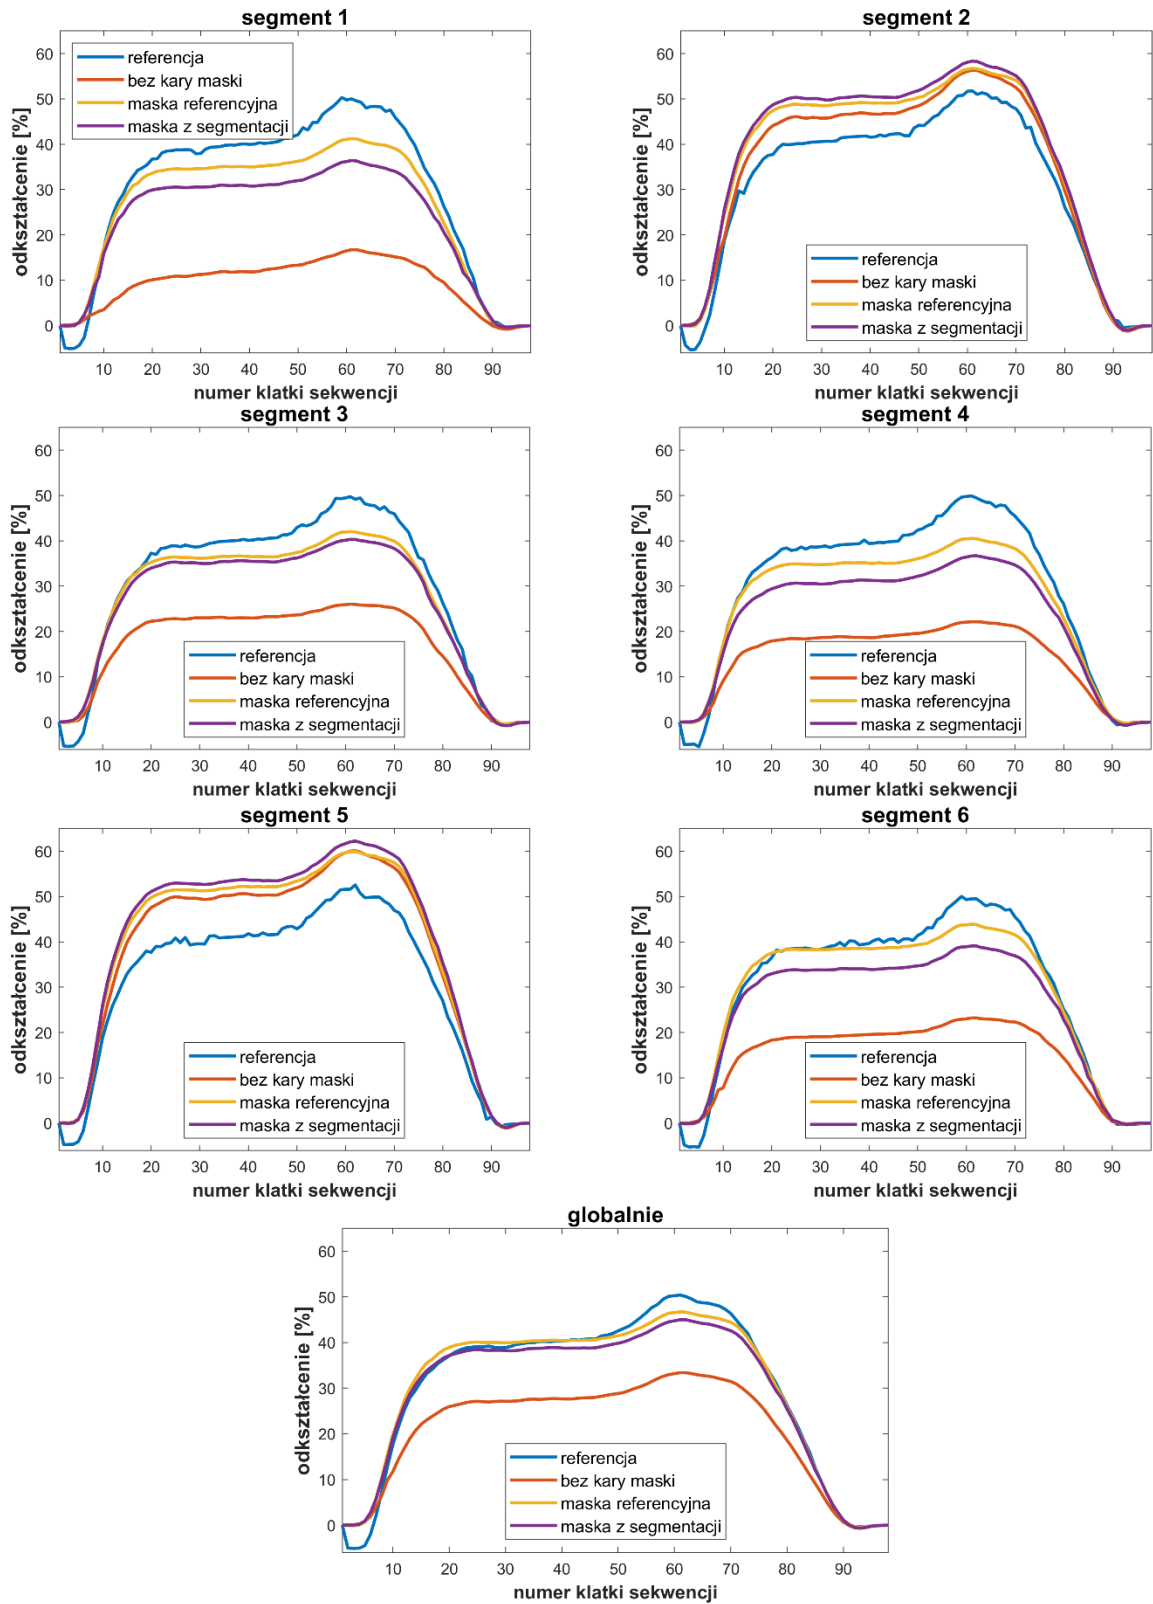 segment 1
odkształcenie [%]
60
50
40
30
20
10
0
referencja
bez kary maski
maska referencyjna
maska z segmentacji
10 20 30 40 50 60 70 80 90
numer klatki sekwencji
segment 2
odkształcenie [%]
60
50
40
30
20
10
0
referencja
bez kary maski
maska referencyjna
maska z segmentacji
10 20 30 40 50 60 70 80 90
numer klatki sekwencji
segment 3
odkształcenie [%]
60
50
40
30
20
10
0
referencja
bez kary maski
maska referencyjna
maska z segmentacji
10 20 30 40 50 60 70 80 90
numer klatki sekwencji
segment 4
odkształcenie [%]
60
50
40
30
20
10
0
referencja
bez kary maski
maska referencyjna
maska z segmentacji
10 20 30 40 50 60 70 80 90
numer klatki sekwencji
segment 5
odkształcenie [%]
60
50
40
30
20
10
0
referencja
bez kary maski
maska referencyjna
maska z segmentacji
10 20 30 40 50 60 70 80 90
numer klatki sekwencji
segment 6
odkształcenie [%]
60
50
40
30
20
10
0
referencja
bez kary maski
maska referencyjna
maska z segmentacji
10 20 30 40 50 60 70 80 90
numer klatki sekwencji
globalnie
odkształcenie [%]
60
50
40
30
20
10
0
referencja
bez kary maski
maska referencyjna
maska z segmentacji
10 20 30 40 50 60 70 80 90
numer klatki sekwencji